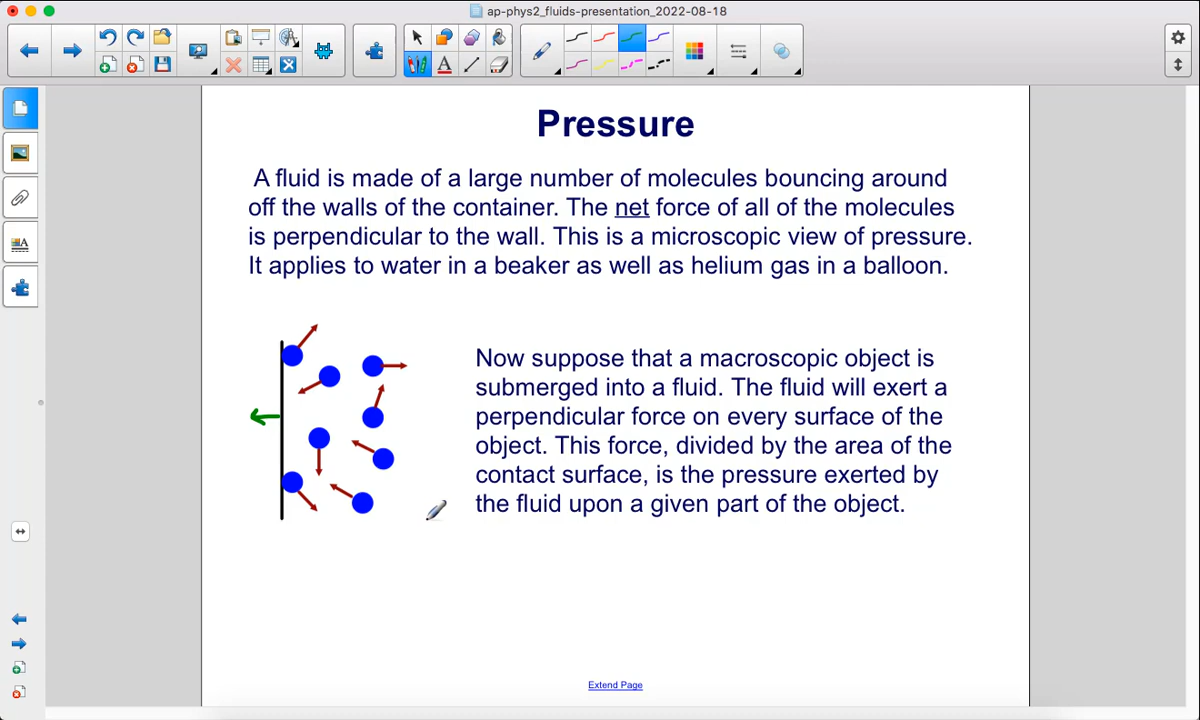 ap-phys2_fluids-presentation_2022-08-18
Pressure
A fluid is made of a large number of molecules bouncing around
off the walls of the container. The net force of all of the molecules
is perpendicular to the wall. This is a microscopic view of pressure.
It applies to water in a beaker as well as helium gas in a balloon.
Now suppose that a macroscopic object is
submerged into a fluid. The fluid will exert a
perpendicular force on every surface of the
object. This force, divided by the area of the
contact surface, is the pressure exerted by
the fluid upon a given part of the object.
Extend Page